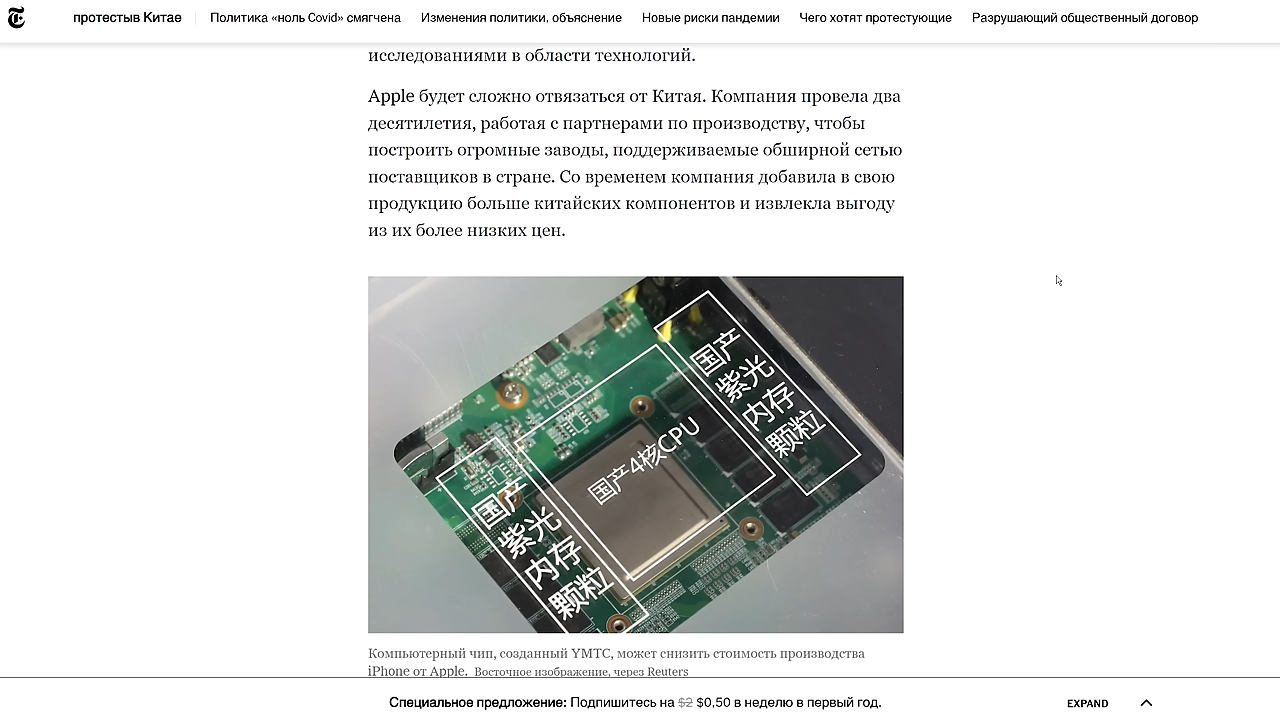 протестыв Китае
Политика «ноль Covid» смягчена
Изменения политики, объяснение
Новые риски пандемии
Чего хотят протестующие
Разрушающий общественный договор
исследованиями в области технологий.
Apple будет сложно отвязаться от Китая. Компания провела два
десятилетия, работая с партнерами по производству, чтобы
построить огромные заводы, поддерживаемые обширной сетью
поставщиков в стране. Со временем компания добавила в свою
продукцию больше китайских компонентов и извлекла выгоду
из их более низких цен.
国产
紫光
内存
颗粒
国产4核CPU
国产
紫光
内存
颗粒
Компьютерный чип, созданный YMTC, может снизить стоимость производства
iPhone от Apple. Восточное изображение, через Reuters
Специальное предложение: Подпишитесь на $2 $0,50 в неделю в первый год.
EXPAND